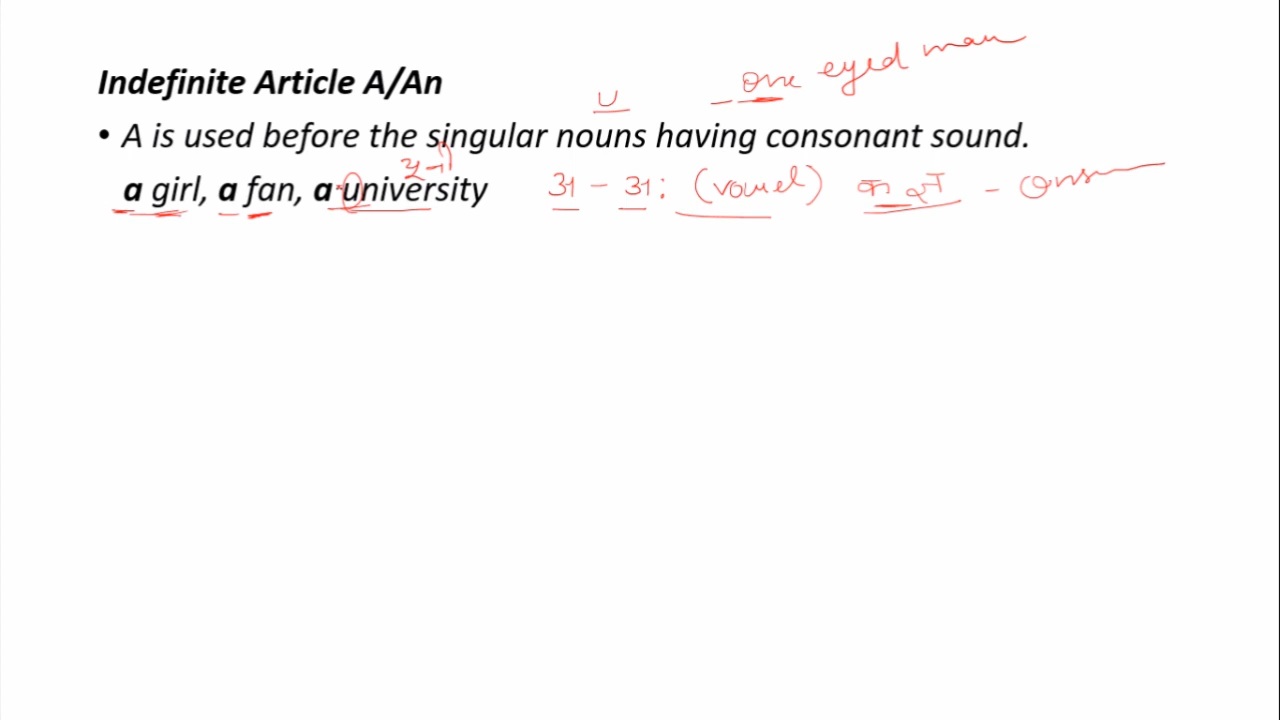 one eyed man
Indefinite Article A/An
U
• A is used before the singular nouns having consonant sound.
a girl, a fan, a university अ – अ: (vowel)